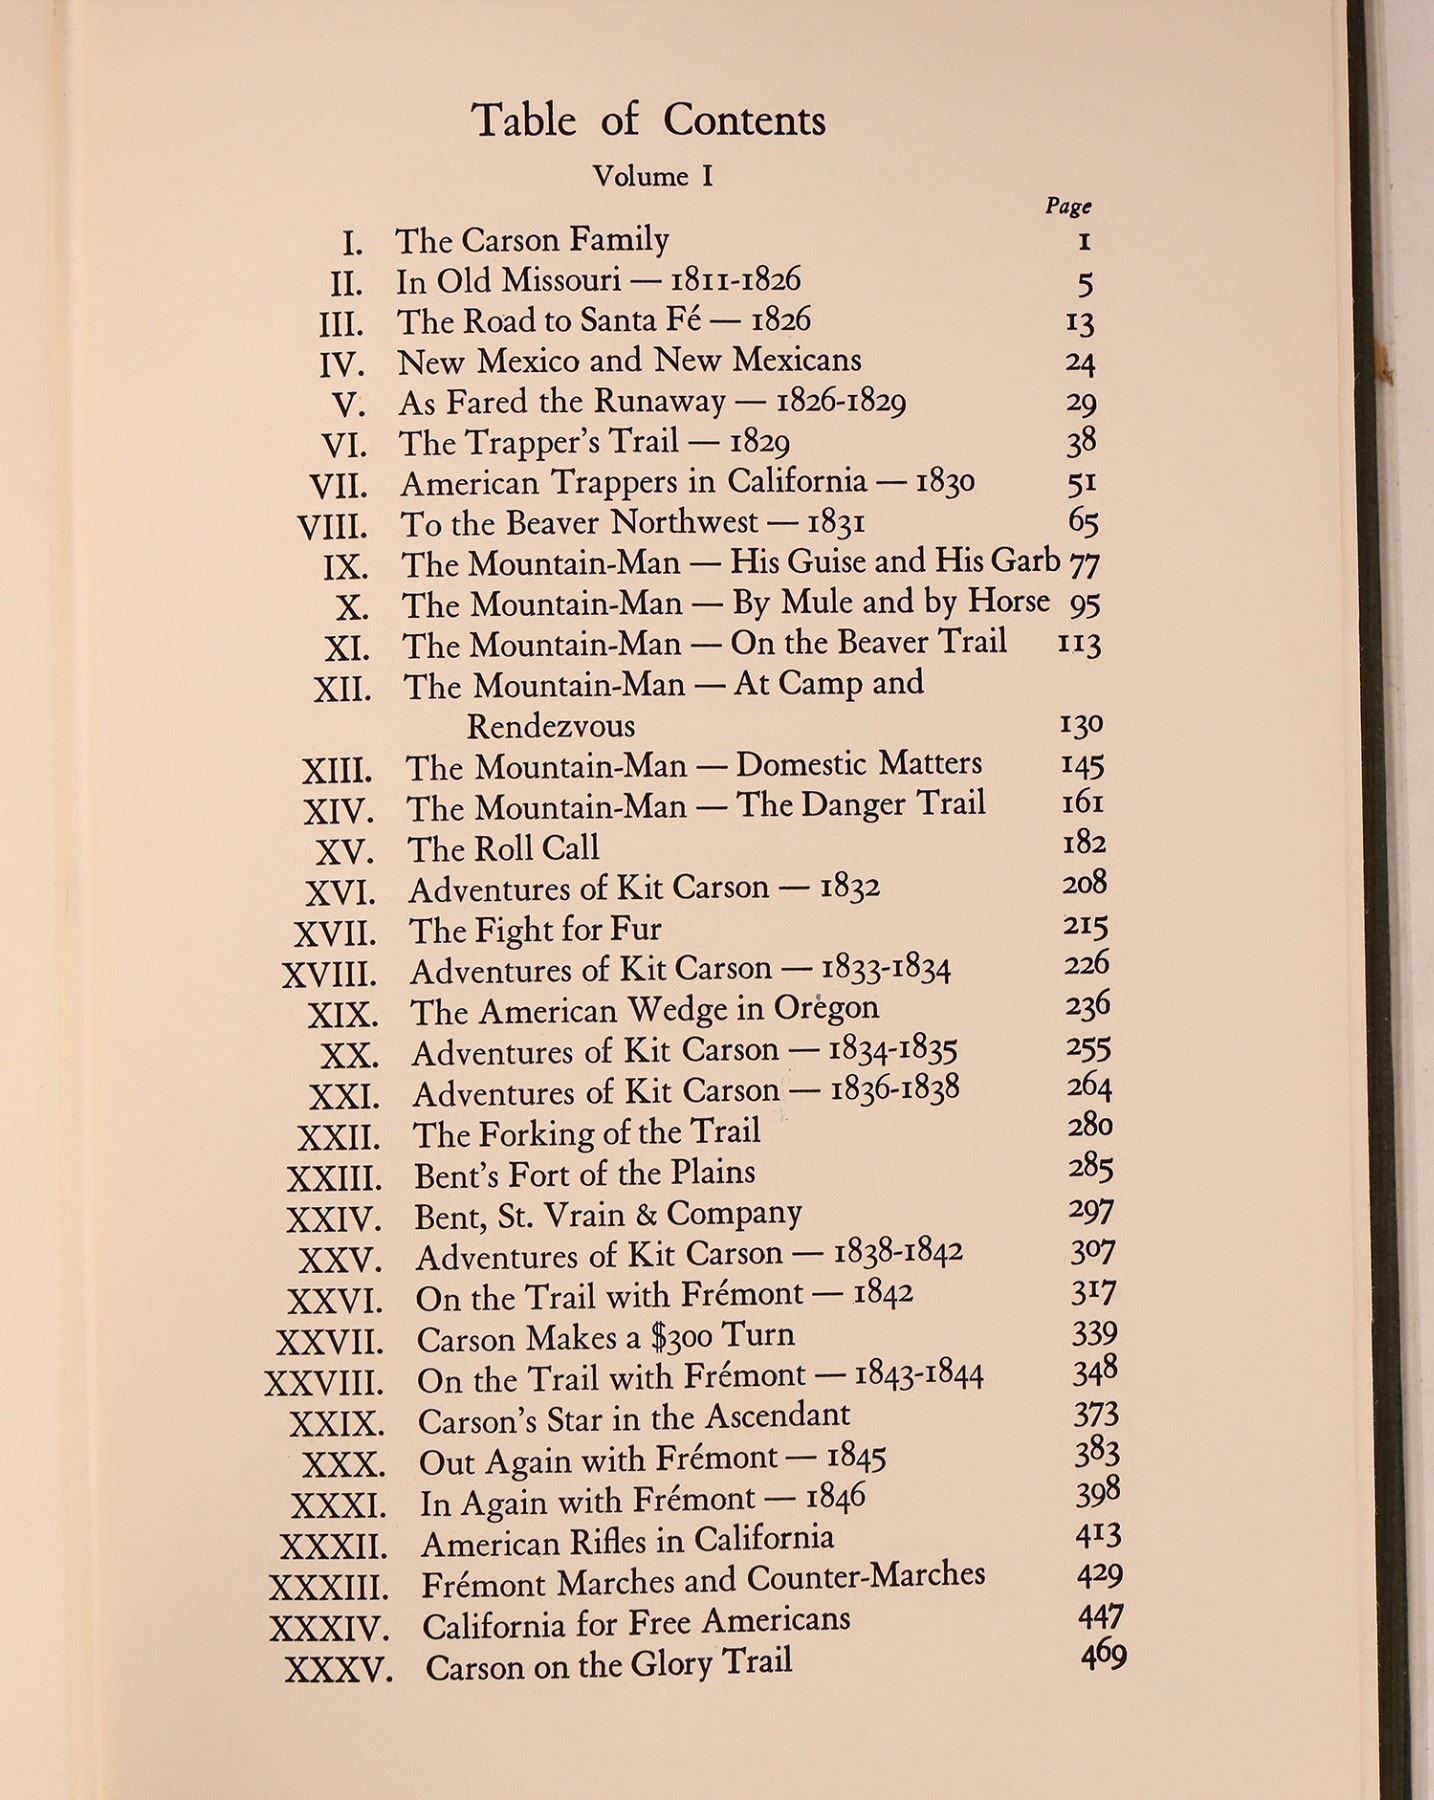 Table of Contents
Volume I
Page
I. The Carson Family 1
II. In Old Missouri — 1811-1826 5
III. The Road to Santa Fé — 1826 13
IV. New Mexico and New Mexicans 24
V. As Fared the Runaway — 1826-1829 29
VI. The Trapper's Trail — 1829 38
VII. American Trappers in California — 1830 51
VIII. To the Beaver Northwest — 1831 65
IX. The Mountain-Man — His Guise and His Garb 77
X. The Mountain-Man — By Mule and by Horse 95
XI. The Mountain-Man — On the Beaver Trail 113
XII. The Mountain-Man — At Camp and
Rendezvous 130
XIII. The Mountain-Man — Domestic Matters 145
XIV. The Mountain-Man — The Danger Trail 161
XV. The Roll Call 182
XVI. Adventures of Kit Carson — 1832 208
XVII. The Fight for Fur 215
XVIII. Adventures of Kit Carson — 1833-1834 226
XIX. The American Wedge in Oregon 236
XX. Adventures of Kit Carson — 1834-1835 255
XXI. Adventures of Kit Carson — 1836-1838 264
XXII. The Forking of the Trail 280
XXIII. Bent's Fort of the Plains 285
XXIV. Bent, St. Vrain & Company 297
XXV. Adventures of Kit Carson — 1838-1842 307
XXVI. On the Trail with Frémont — 1842 317
XXVII. Carson Makes a $300 Turn 339
XXVIII. On the Trail with Frémont — 1843-1844 348
XXIX. Carson's Star in the Ascendant 373
XXX. Out Again with Frémont — 1845 383
XXXI. In Again with Frémont — 1846 398
XXXII. American Rifles in California 413
XXXIII. Frémont Marches and Counter-Marches 429
XXXIV. California for Free Americans 447
XXXV. Carson on the Glory Trail 469